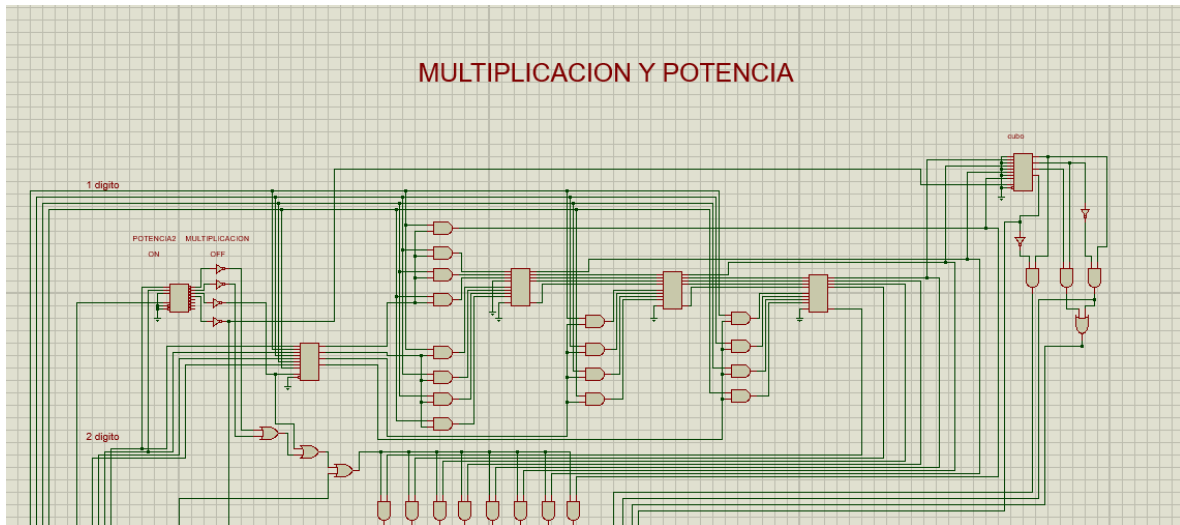 MULTIPLICACION Y POTENCIA
cubo
1 digito
POTENCIA2 MULTIPLICACION
ON OFF
2 digito